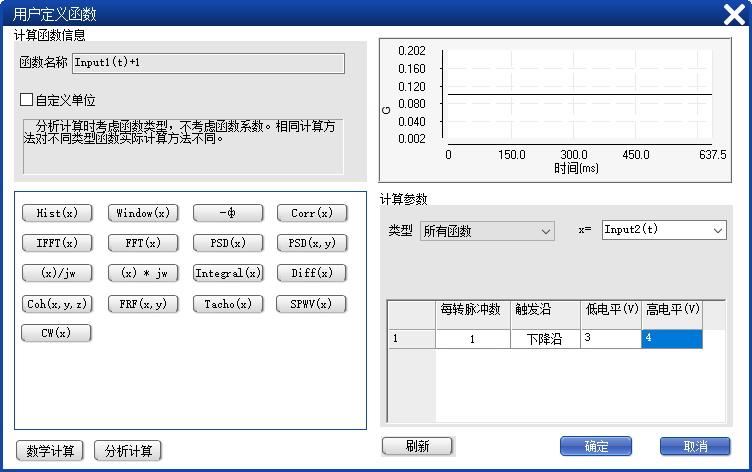 用户定义函数
计算函数信息
函数名称 Input1(t)+1
自定义单位
分析计算时考虑函数类型，不考虑函数系数。相同计算方
法对不同类型函数实际计算方法不同。
0.202
0.160
0.120
0.080
0.040
0.002
G
0 150.0 300.0 450.0 637.5
时间(ms)
Hist(x) Window(x) -Φ Corr(x)
IFFT(x) FFT(x) PSD(x) PSD(x,y)
(x)/jw (x) * jw Integral(x) Diff(x)
Coh(x,y,z) FRF(x,y) Tacho(x) SPWV(x)
CW(x)
计算参数
类型 所有函数 x= Input2(t)
每转脉冲数 触发沿 低电平(V) 高电平(V)
1 1 下降沿 3 4
数学计算 分析计算 刷新 确定 取消